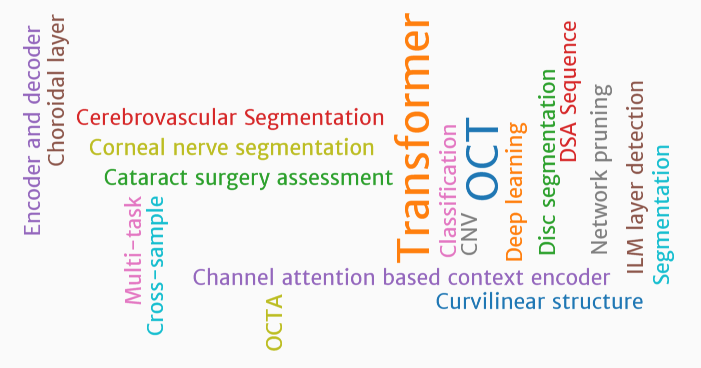 Encoder and decoder
Choroidal layer
Cerebrovascular Segmentation
Corneal nerve segmentation
Cataract surgery assessment
Multi-task
Cross-sample
Transformer
Classification
CNV
OCT
Deep learning
Disc segmentation
DSA Sequence
Network pruning
ILM layer detection
Segmentation
Channel attention based context encoder
Curvilinear structure
OCTA